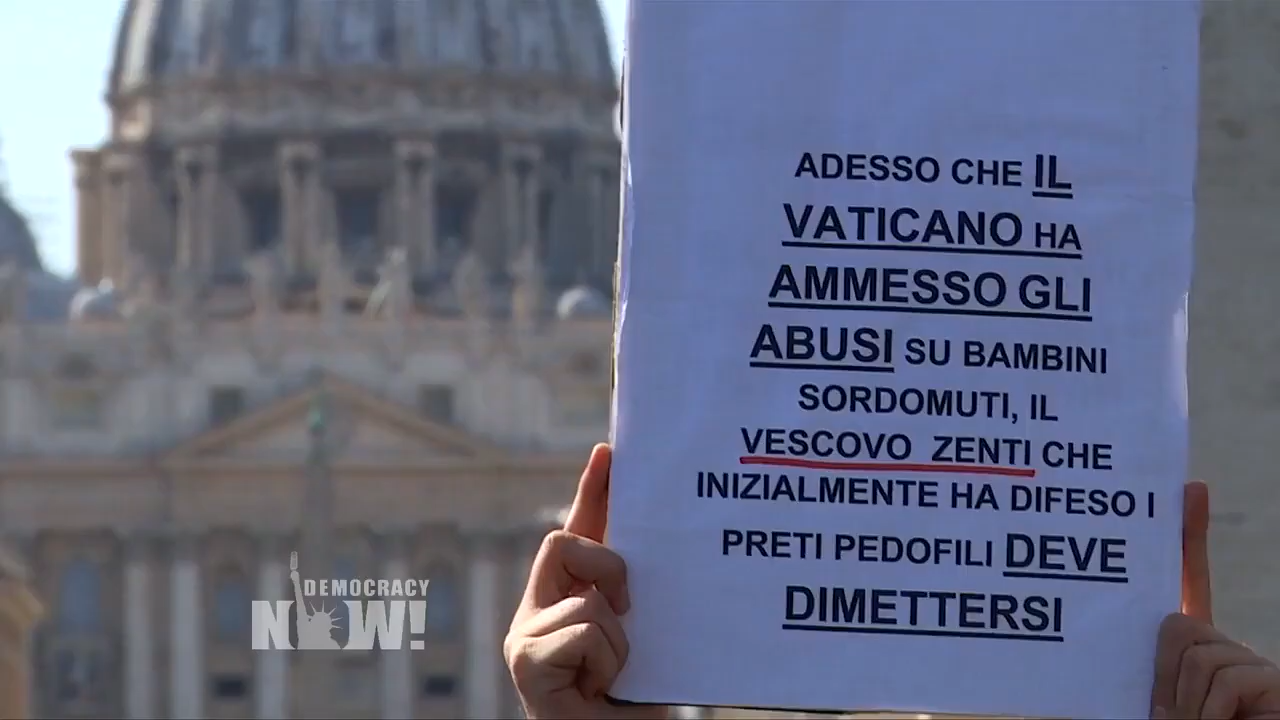 ADESSO CHE IL
VATICANO HA
AMMESSO GLI
ABUSI SU BAMBINI
SORDOMUTI, IL
VESCOVO ZENTI CHE
INIZIALMENTE HA DIFESO I
PRETI PEDOFILI DEVE
DIMETTERSI
DEMOCRACY
NOW!